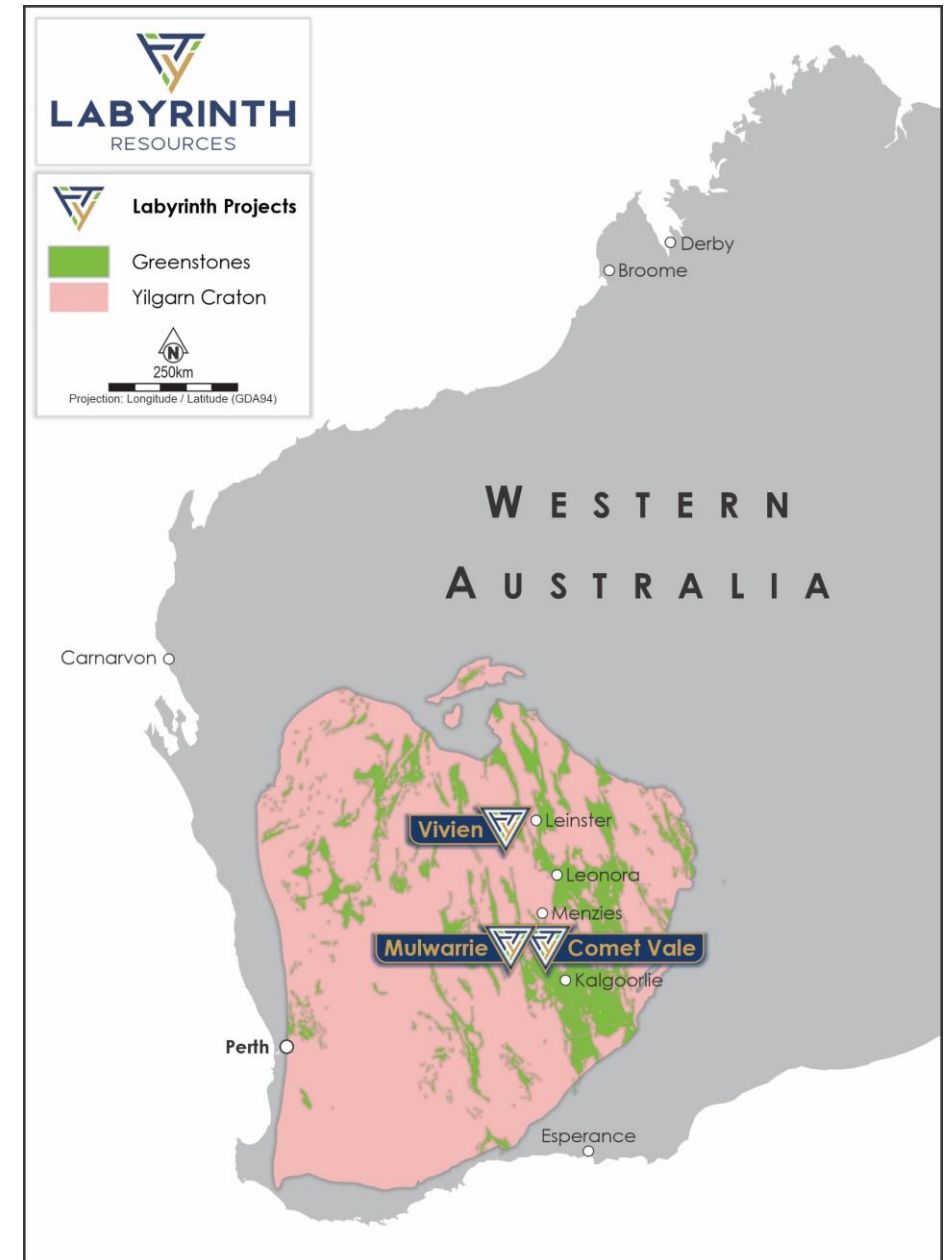 LABYRINTH
RESOURCES
Labyrinth Projects
Greenstones
Yilgarn Craton
N
250km
Projection: Longitude / Latitude (GDA94)
Derby
Broome
WESTERN
AUSTRALIA
Carnarvon
Vivien
Leinster
Leonora
Menzies
Mulwarrie
Comet Vale
Kalgoorlie
Perth
Esperance